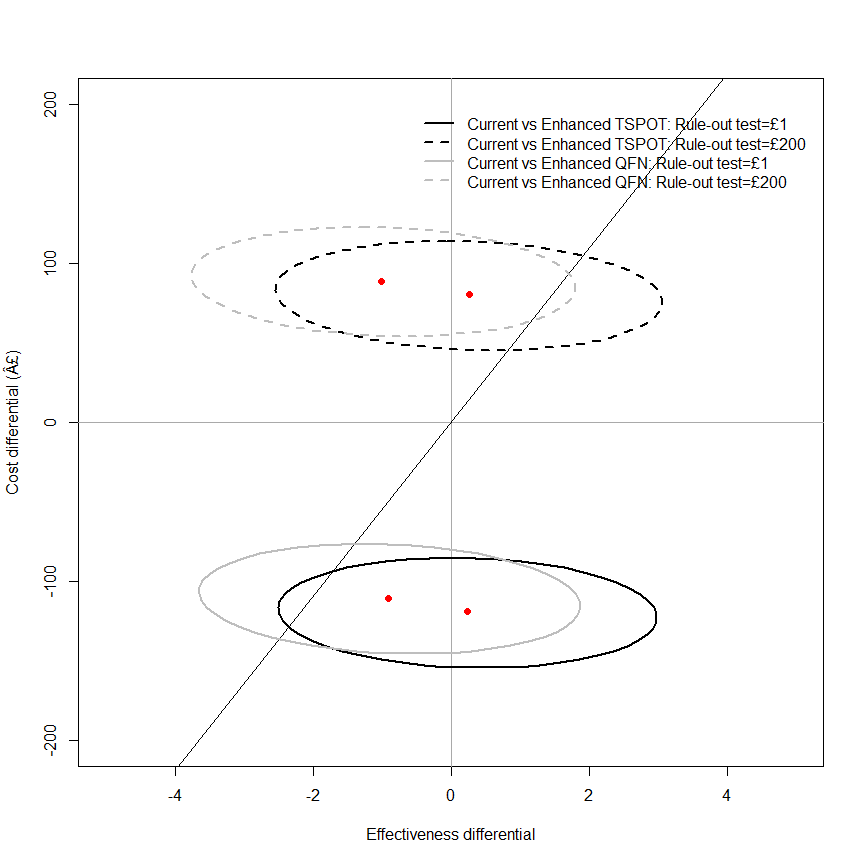 Current vs Enhanced TSPOT: Rule-out test=£1
Current vs Enhanced TSPOT: Rule-out test=£200
Current vs Enhanced QFN: Rule-out test=£1
Current vs Enhanced QFN: Rule-out test=£200
200
100
0
-100
-200
Cost differential (Â£)
-4 -2 0 2 4
Effectiveness differential